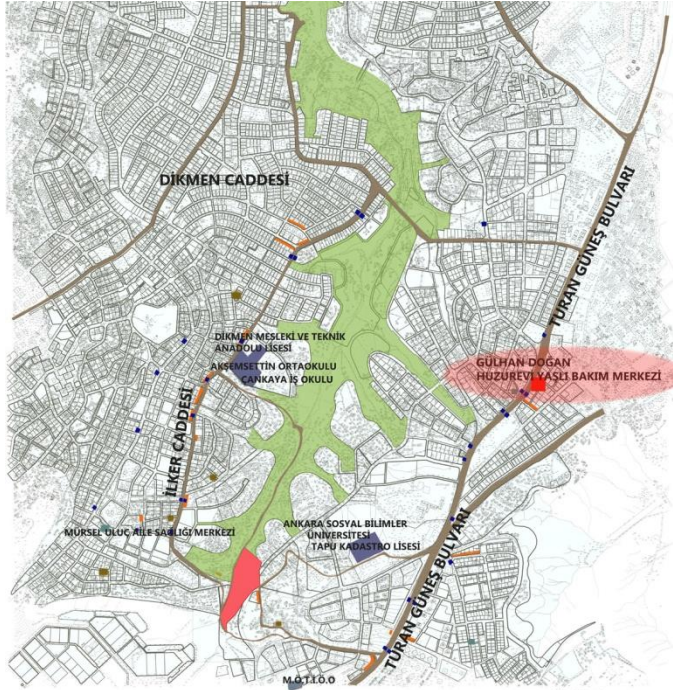 DİKMEN CADDESİ
TURAN GÜNEŞ BULVARI
DİKMEN MESLEKİ VE TEKNİK
ANADOLU LİSESİ
AKŞEMSETTİN ORTAOKULU
ÇANKAYA İŞ OKULU
GÜLHAN DOĞAN
HUZUREVİ YAŞLI BAKIM MERKEZİ
İLKER CADDESİ
MÜRSEL ULUÇ AİLE SAĞLIĞI MERKEZİ
ANKARA SOSYAL BİLİMLER
ÜNİVERSİTESİ
TAPU KADASTRO LİSESİ
TURAN GÜNEŞ BULVARI
M.O.T.İ.O.O